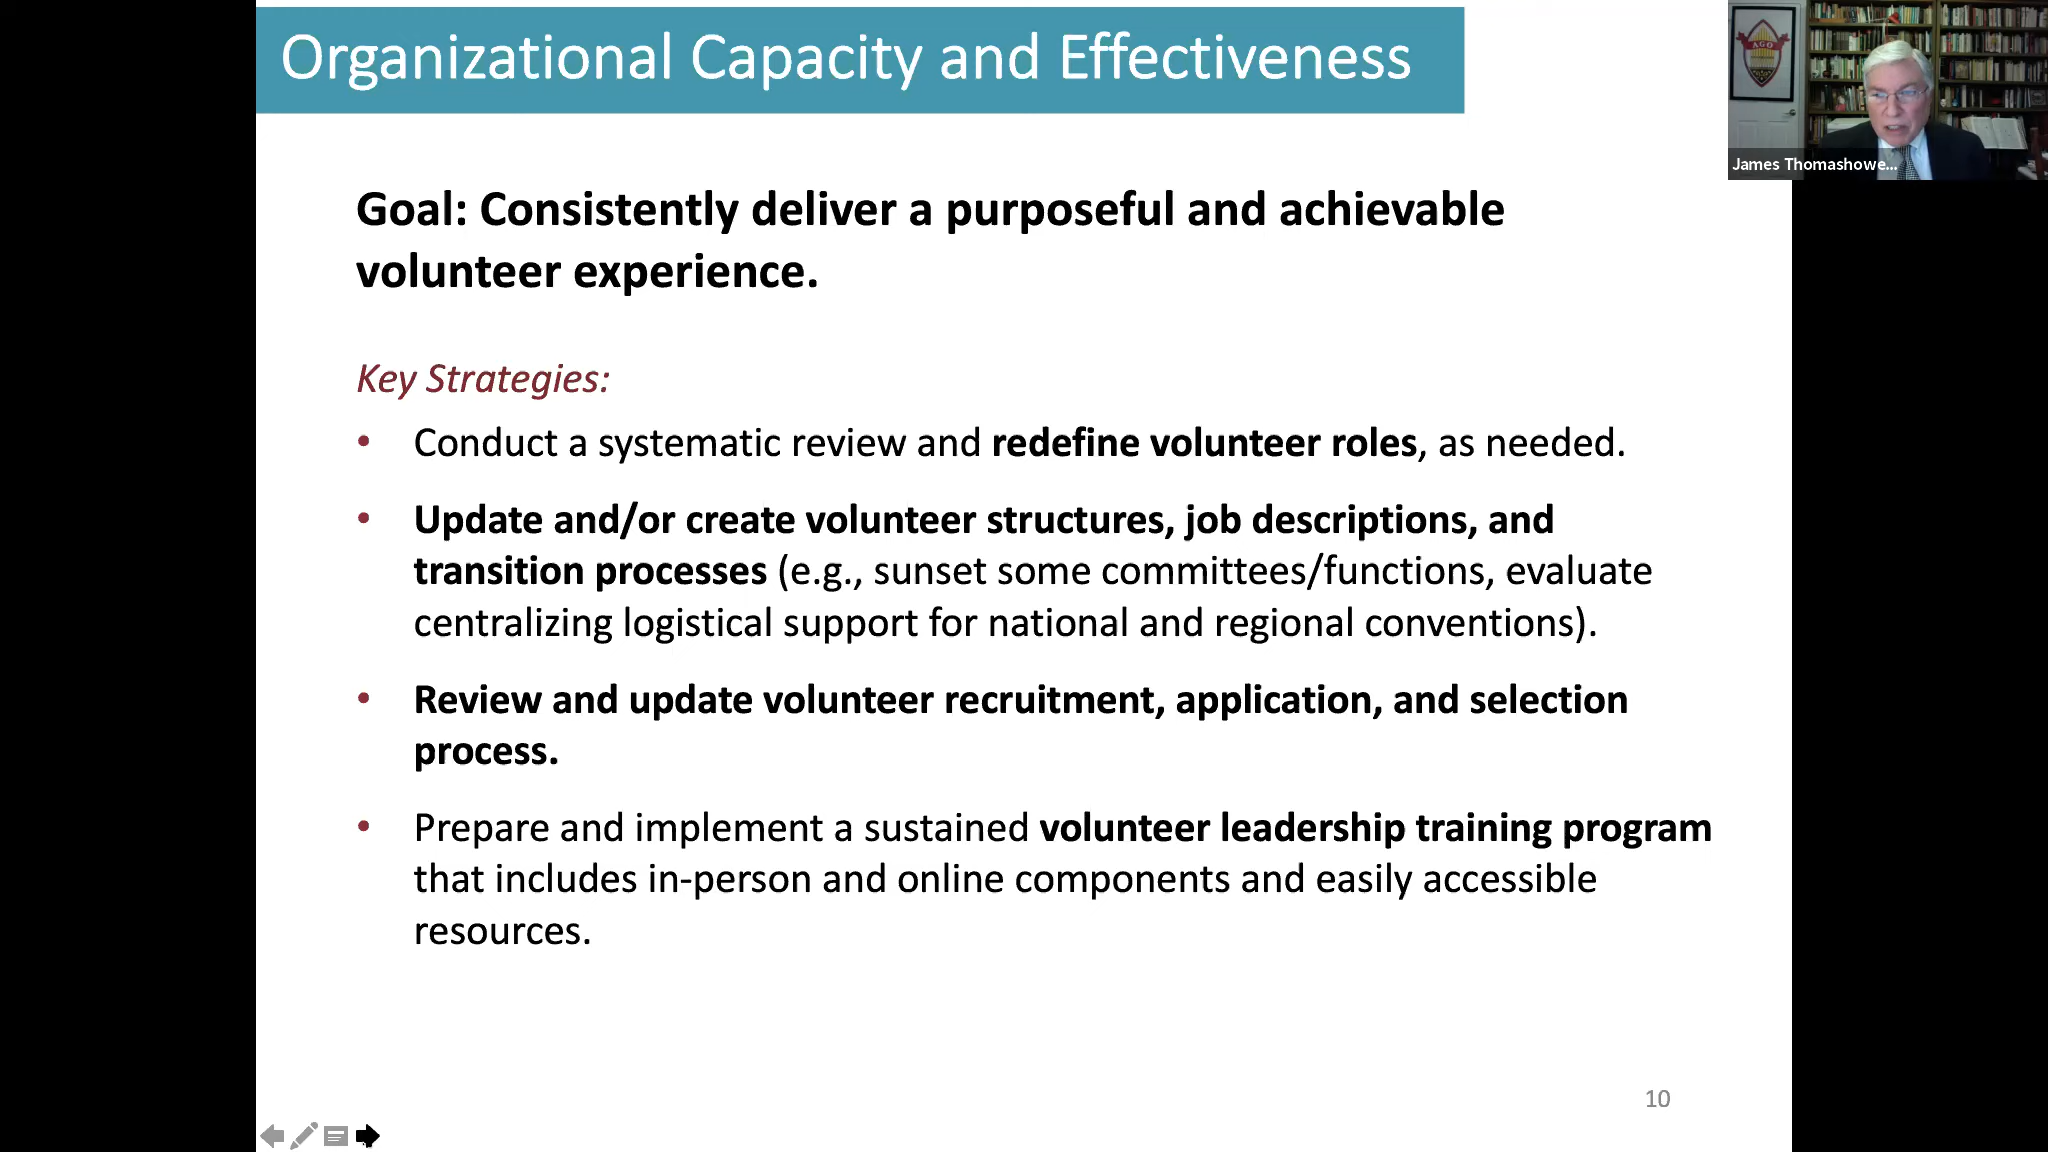 Organizational Capacity and Effectiveness
AGO
James Thomashowe...
Goal: Consistently deliver a purposeful and achievable
volunteer experience.
Key Strategies:
• Conduct a systematic review and redefine volunteer roles, as needed.
• Update and/or create volunteer structures, job descriptions, and
transition processes (e.g., sunset some committees/functions, evaluate
centralizing logistical support for national and regional conventions).
• Review and update volunteer recruitment, application, and selection
process.
• Prepare and implement a sustained volunteer leadership training program
that includes in-person and online components and easily accessible
resources.
10